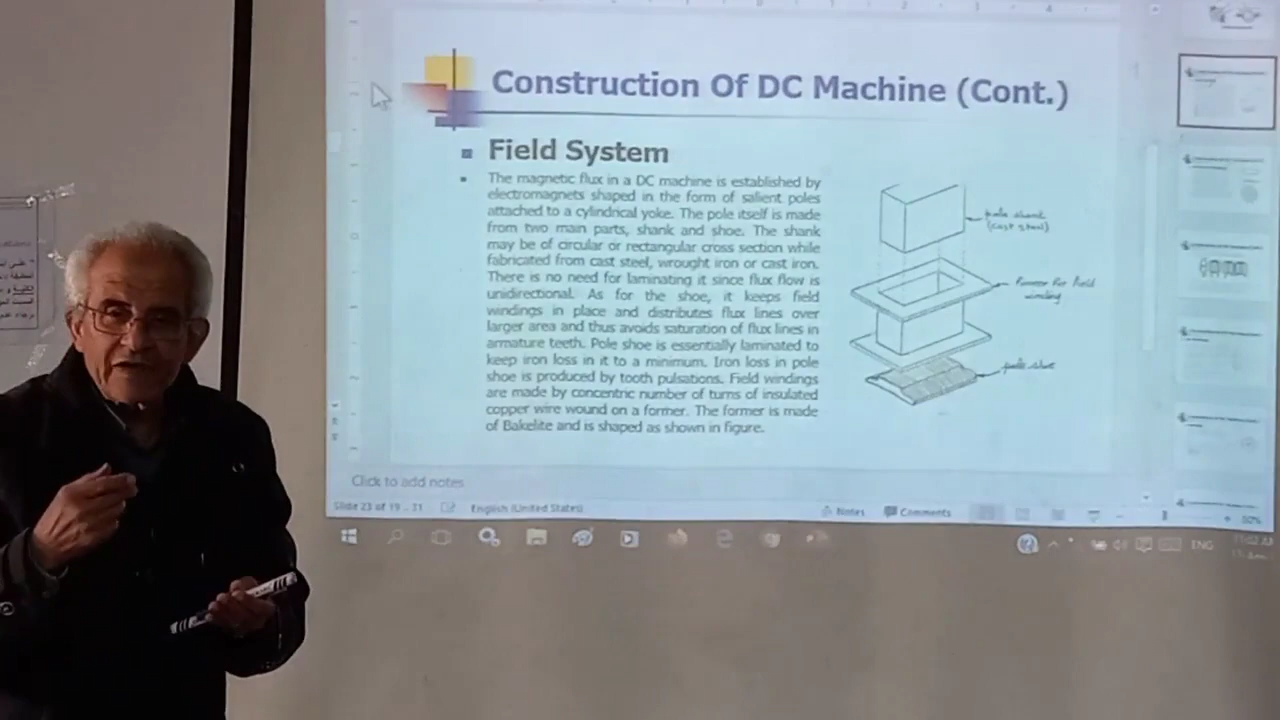 Construction Of DC Machine (Cont.)
Field System
The magnetic flux in a DC machine is established by
electromagnets shaped in the form of salient poles
attached to a cylindrical yoke. The pole itself is made
from two main parts, shank and shoe. The shank
may be of circular or rectangular cross section while
fabricated from cast steel, wrought iron or cast iron.
There is no need for laminating it since flux flow is
unidirectional. As for the shoe, it keeps field
windings in place and distributes flux lines over
larger area and thus avoids saturation of flux lines in
armature teeth. Pole shoe is essentially laminated to
keep iron loss in it to a minimum. Iron loss in pole
shoe is produced by tooth pulsations. Field windings
are made by concentric number of turns of insulated
copper wire wound on a former. The former is made
of Bakelite and is shaped as shown in figure.
pole shank
(cast steel)
Former for field
winding
pole shoe
Click to add notes
Slide 23 of 19 - 31 English (United States)
Notes Comments
60%
ENG